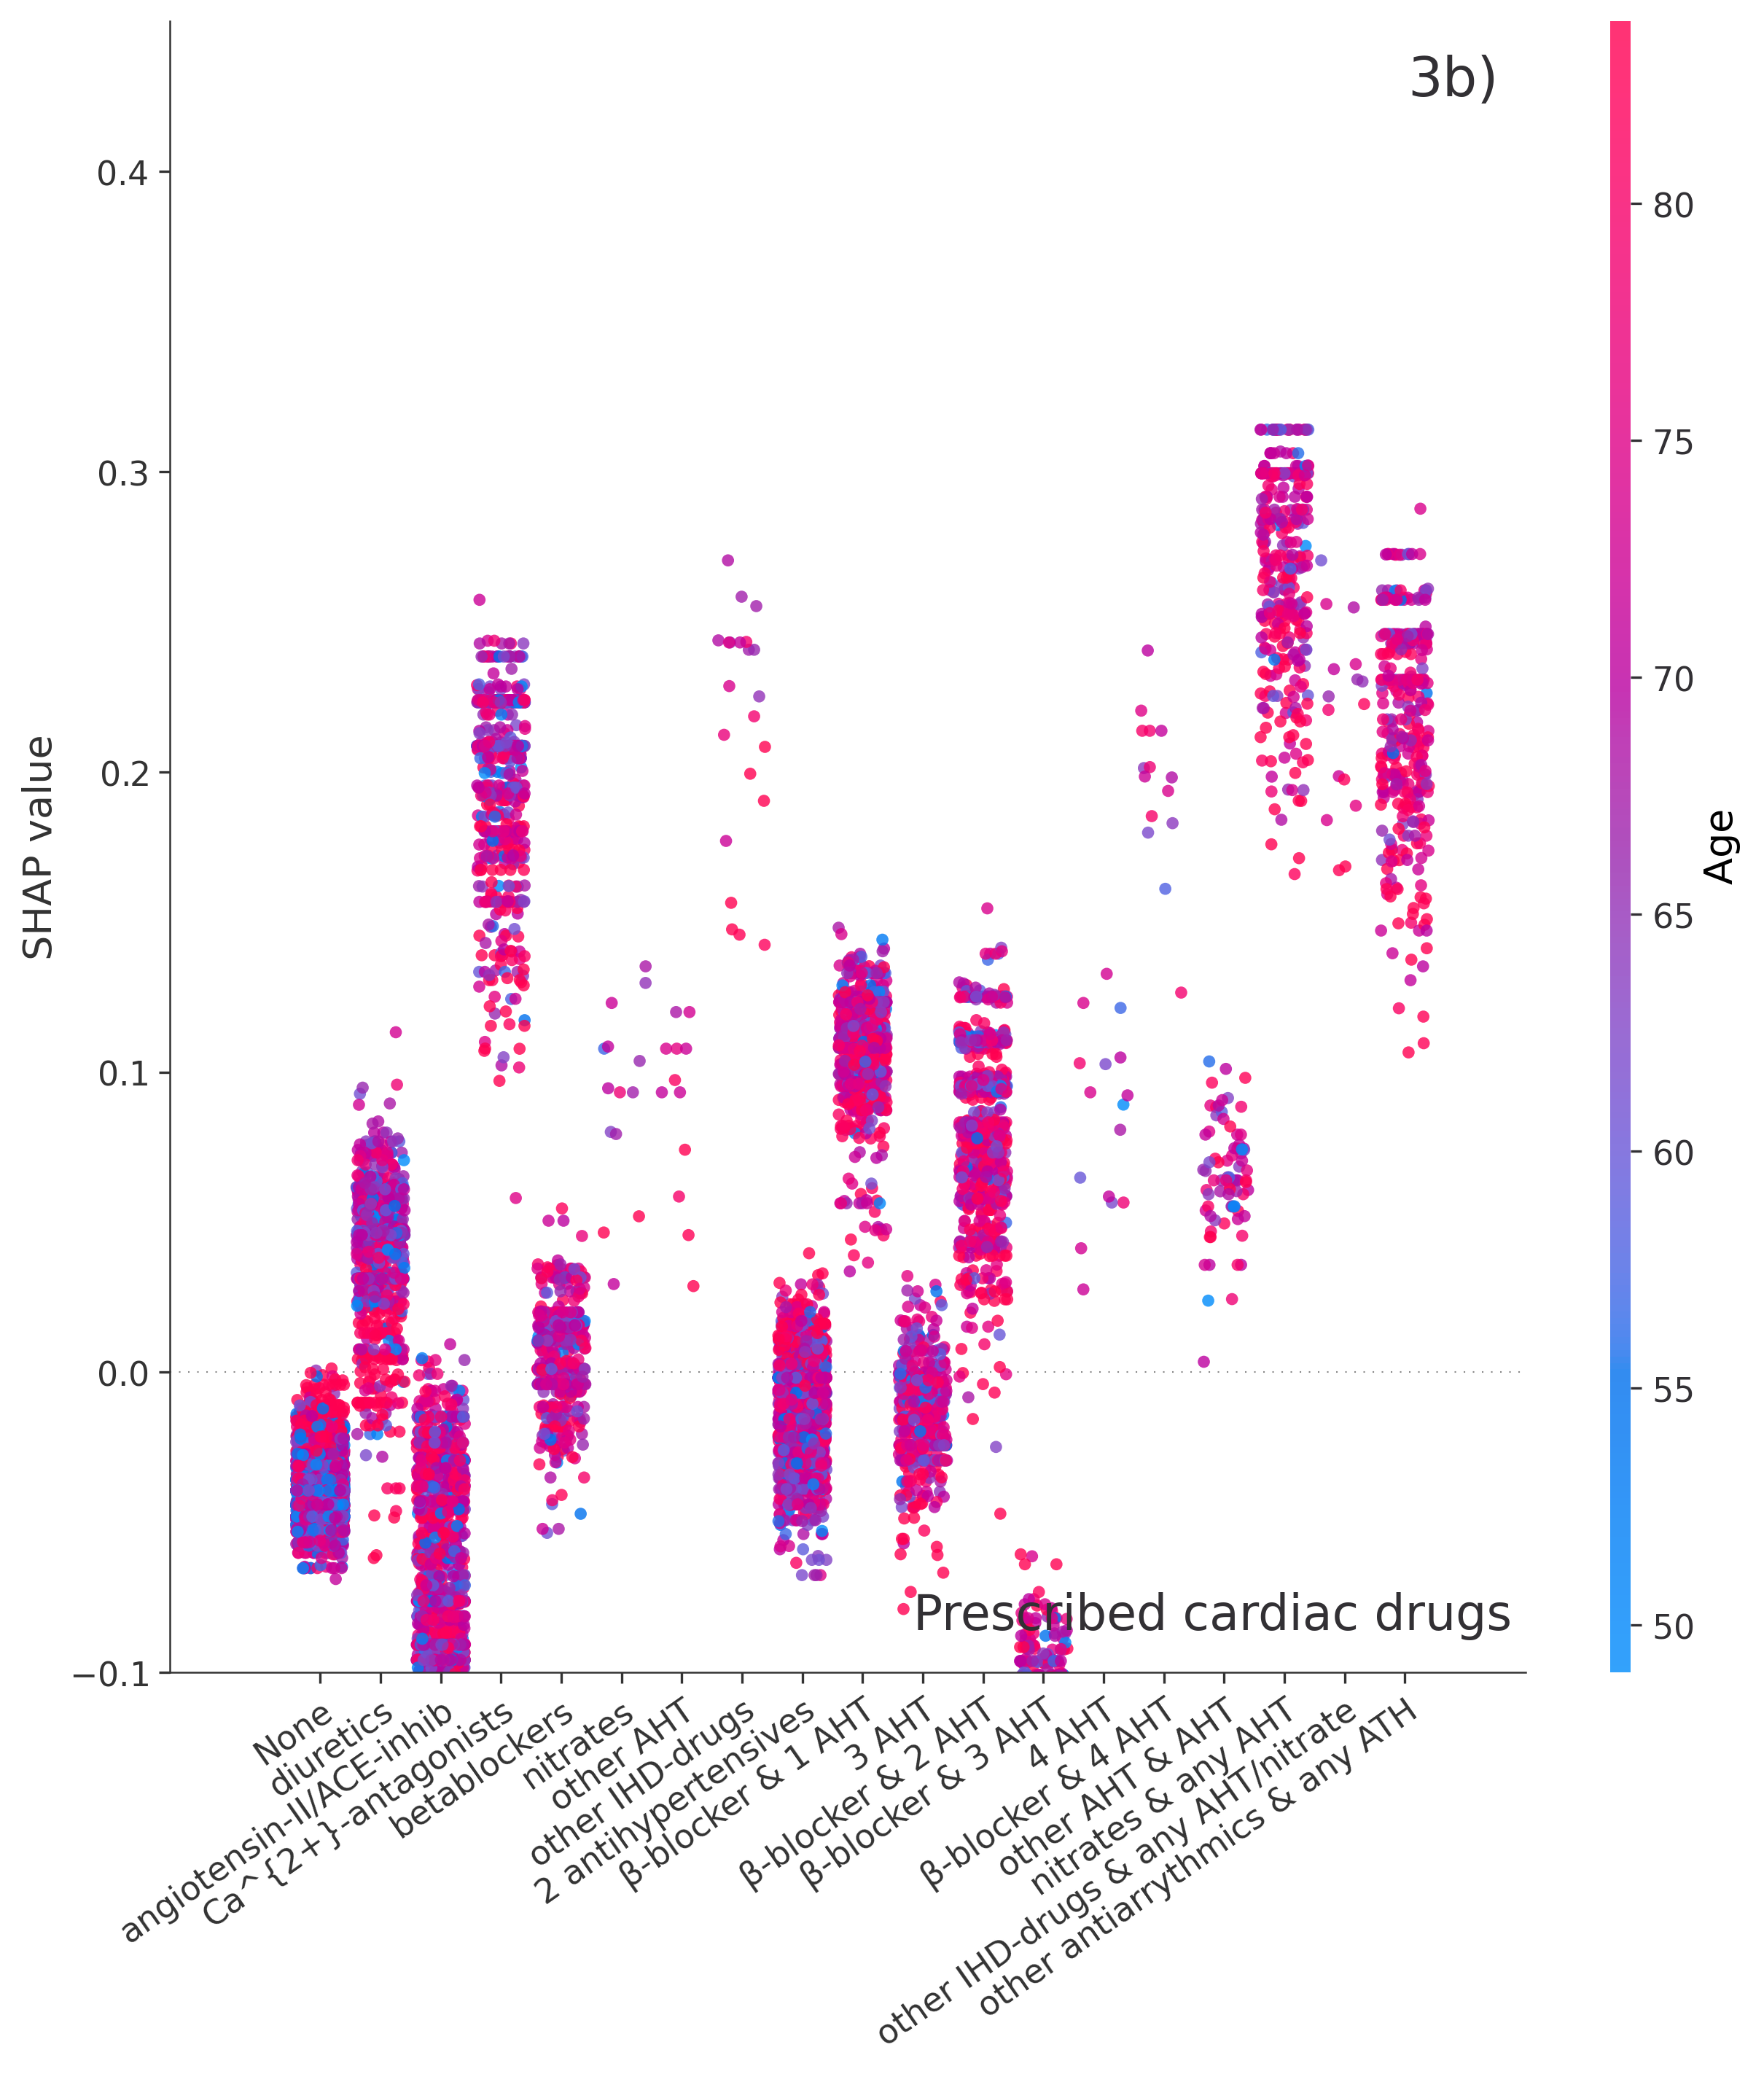 3b)
0.4
0.3
0.2
0.1
0.0
−0.1
SHAP value
Prescribed cardiac drugs
None
diuretics
angiotensin-II/ACE-inhib
Ca^{2+}-antagonists
betablockers
nitrates
other AHT
other IHD-drugs
2 antihypertensives
β-blocker & 1 AHT
3 AHT
β-blocker & 2 AHT
β-blocker & 3 AHT
4 AHT
β-blocker & 4 AHT
other AHT & AHT
nitrates & any AHT
other IHD-drugs & any AHT/nitrate
other antiarrythmics & any ATH
80
75
70
65
60
55
50
Age